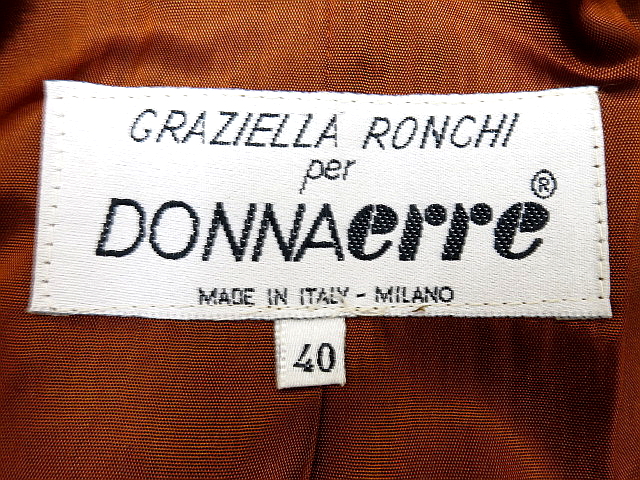 GRAZIELLA RONCHI
per
DONNAerre®
MADE IN ITALY - MILANO
40